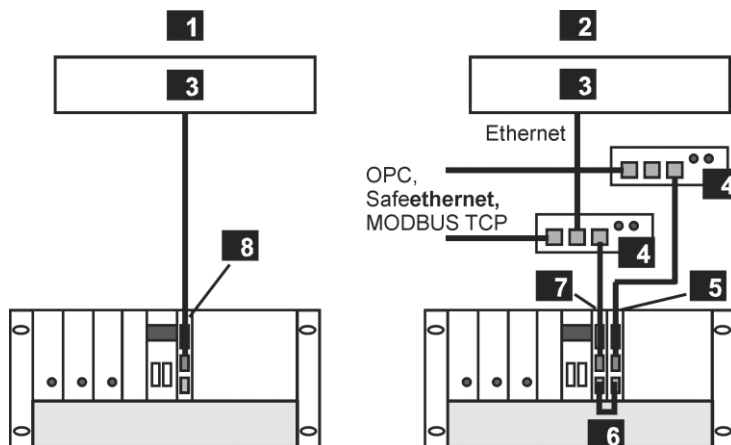 1
2
3
3
Ethernet
OPC,
Safeethernet,
MODBUS TCP
4
4
8
7
5
6